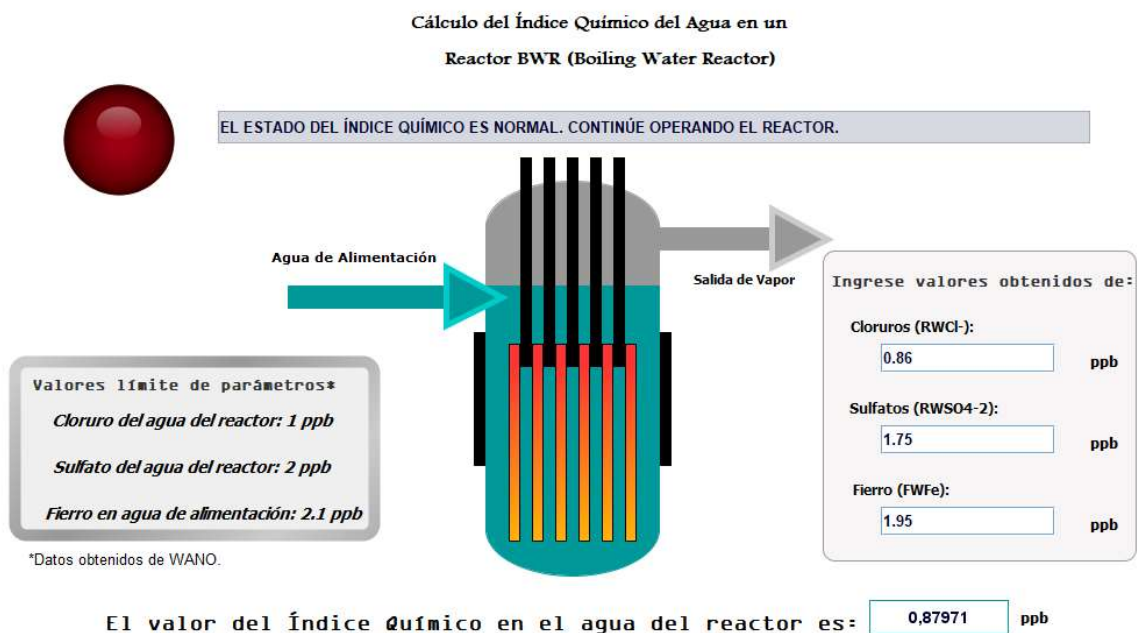 Cálculo del Índice Químico del Agua en un
Reactor BWR (Boiling Water Reactor)
EL ESTADO DEL ÍNDICE QUÍMICO ES NORMAL. CONTINÚE OPERANDO EL REACTOR.
Agua de Alimentación
Salida de Vapor
Ingrese valores obtenidos de:
Cloruros (RWCl-):
0.86 ppb
Sulfatos (RWSO4-2):
1.75 ppb
Fierro (FWFe):
1.95 ppb
Valores límite de parámetros*
Cloruro del agua del reactor: 1 ppb
Sulfato del agua del reactor: 2 ppb
Fierro en agua de alimentación: 2.1 ppb
*Datos obtenidos de WANO.
El valor del Índice Químico en el agua del reactor es: 0,87971 ppb